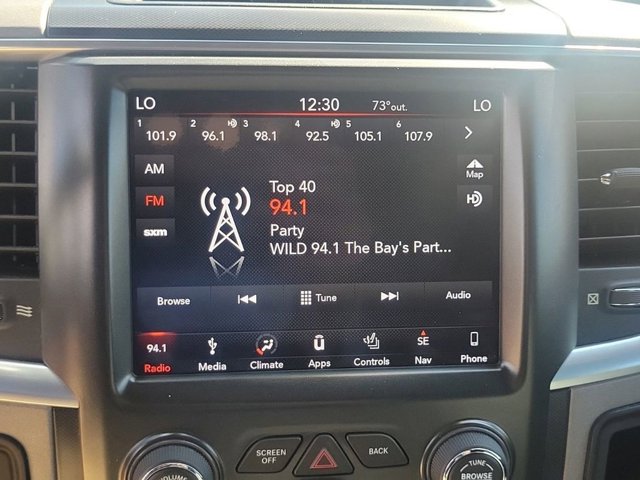 LO 12:30 73°out. LO
1 101.9 2 96.1 HD 3 98.1 4 92.5 HD 5 105.1 6 107.9
AM
Map
FM
HD
sxm
Top 40
94.1
Party
WILD 94.1 The Bay's Part...
Browse Tune Audio
94.1 SE
Radio Media Climate Apps Controls Nav Phone
SCREEN OFF BACK
VOLUME
TUNE
BROWSE